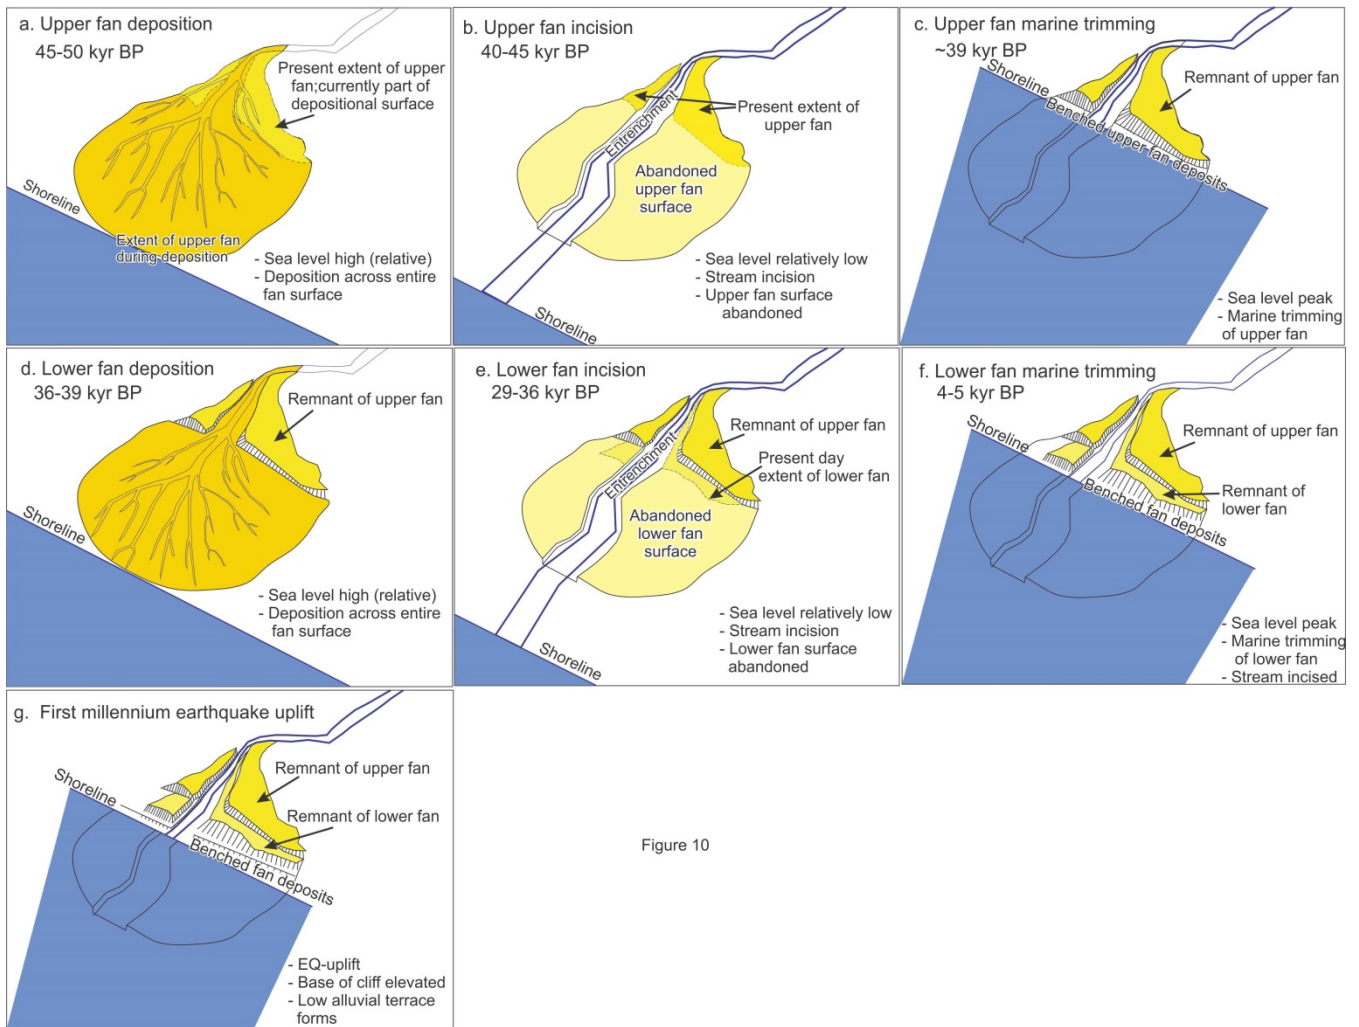 a. Upper fan deposition
45-50 kyr BP
Present extent of upper
fan;currently part of
depositional surface
Shoreline
Extent of upper fan
during deposition
- Sea level high (relative)
- Deposition across entire
fan surface
b. Upper fan incision
40-45 kyr BP
Entrenchment
Present extent of
upper fan
Abandoned
upper fan
surface
- Sea level relatively low
- Stream incision
- Upper fan surface
abandoned
Shoreline
c. Upper fan marine trimming
~39 kyr BP
Shoreline
Remnant of upper fan
Benched upper fan deposits
- Sea level peak
- Marine trimming
of upper fan
d. Lower fan deposition
36-39 kyr BP
Remnant of upper fan
Shoreline
- Sea level high (relative)
- Deposition across entire
fan surface
e. Lower fan incision
29-36 kyr BP
Remnant of upper fan
Entrenchment
Present day
extent of lower fan
Abandoned
lower fan
surface
- Sea level relatively low
- Stream incision
- Lower fan surface
abandoned
Shoreline
f. Lower fan marine trimming
4-5 kyr BP
Shoreline
Remnant of upper fan
Remnant of
lower fan
Benched fan deposits
- Sea level peak
- Marine trimming
of lower fan
- Stream incised
g. First millennium earthquake uplift
Remnant of upper fan
Shoreline
Remnant of lower fan
Benched fan deposits
- EQ-uplift
- Base of cliff elevated
- Low alluvial terrace
forms
Figure 10